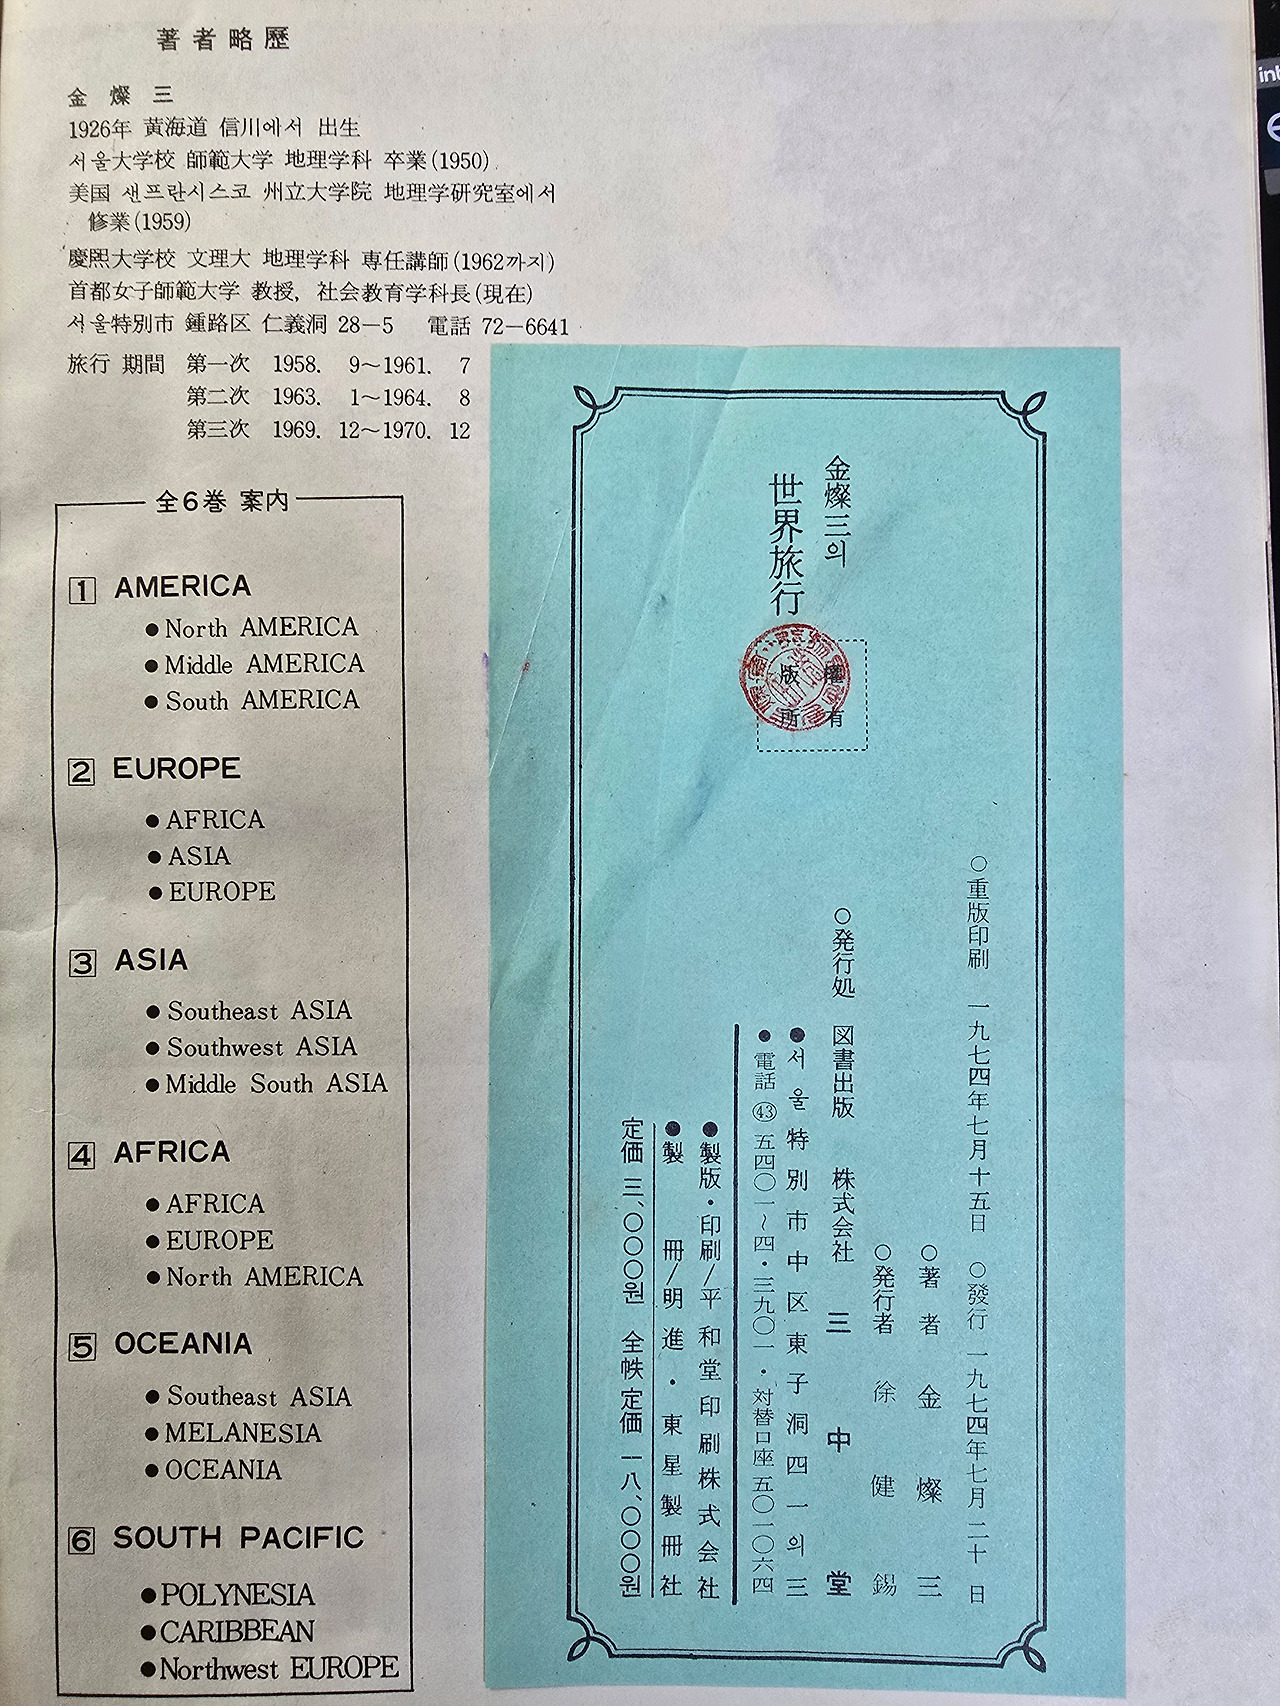 著者略歷
金 燦 三
1926年 黄海道 信川에서 出生
서울大学校 師範大学 地理学科 卒業(1950)
美国 샌프란시스코 州立大学院 地理学研究室에서
修業(1959)
慶煕大学校 文理大 地理学科 専任講師(1962까지)
首都女子師範大学 教授, 社会教育学科長(現在)
서울特別市 鍾路区 仁義洞 28-5 電話 72-6641
旅行 期間 第一次 1958. 9~1961. 7
第二次 1963. 1~1964. 8
第三次 1969. 12~1970. 12
全6巻 案内
1 AMERICA
●North AMERICA
●Middle AMERICA
●South AMERICA
2 EUROPE
●AFRICA
●ASIA
●EUROPE
3 ASIA
●Southeast ASIA
●Southwest ASIA
●Middle South ASIA
4 AFRICA
●AFRICA
●EUROPE
●North AMERICA
5 OCEANIA
●Southeast ASIA
●MELANESIA
●OCEANIA
6 SOUTH PACIFIC
●POLYNESIA
●CARIBBEAN
●Northwest EUROPE
金燦三의
世界旅行
版權
所有
○重版印刷 一九七四年七月十五日 ○發行 一九七四年七月二十日
○著者 金燦三
○発行者 徐健錫
○発行処 図書出版 株式会社 三中堂
●서울特別市中区東子洞四一의三
●電話 ㊸ 五四〇一~四・三九〇一・対替口座 五〇一〇六四
●製版・印刷/平和堂印刷株式会社
●製 冊/明進・東星製冊社
定価 三、〇〇〇원 全帙定価 一八、〇〇〇원